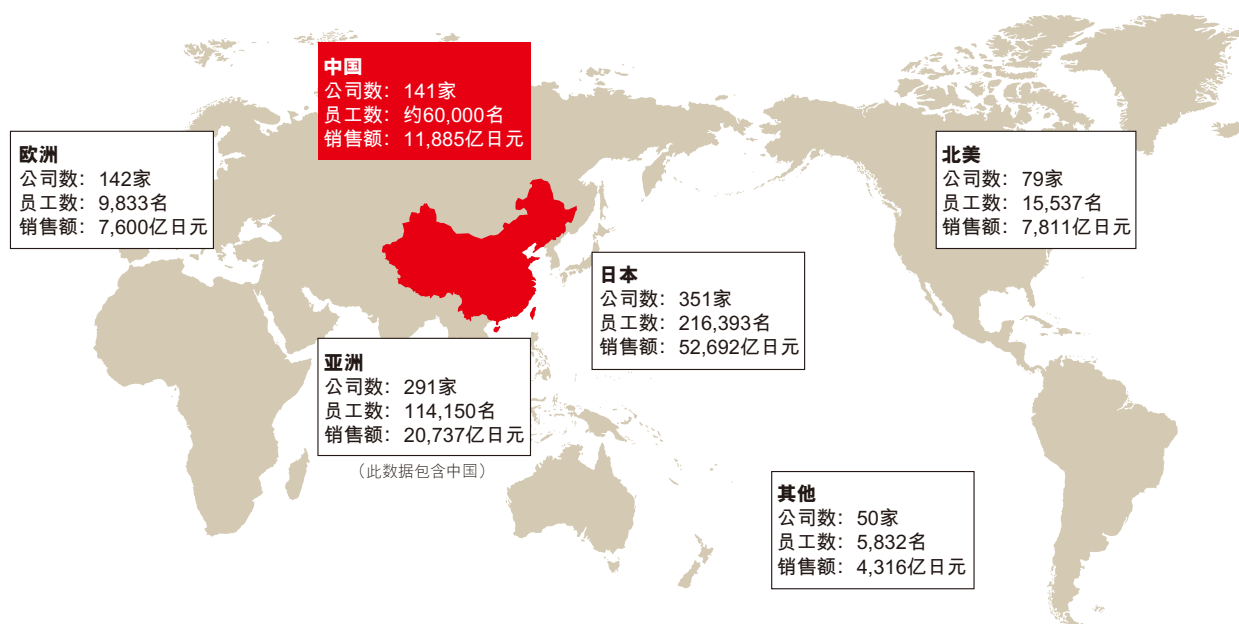 中国
公司数：141家
员工数：约60,000名
销售额：11,885亿日元
欧洲
公司数：142家
员工数：9,833名
销售额：7,600亿日元
北美
公司数：79家
员工数：15,537名
销售额：7,811亿日元
日本
公司数：351家
员工数：216,393名
销售额：52,692亿日元
亚洲
公司数：291家
员工数：114,150名
销售额：20,737亿日元
（此数据包含中国）
其他
公司数：50家
员工数：5,832名
销售额：4,316亿日元